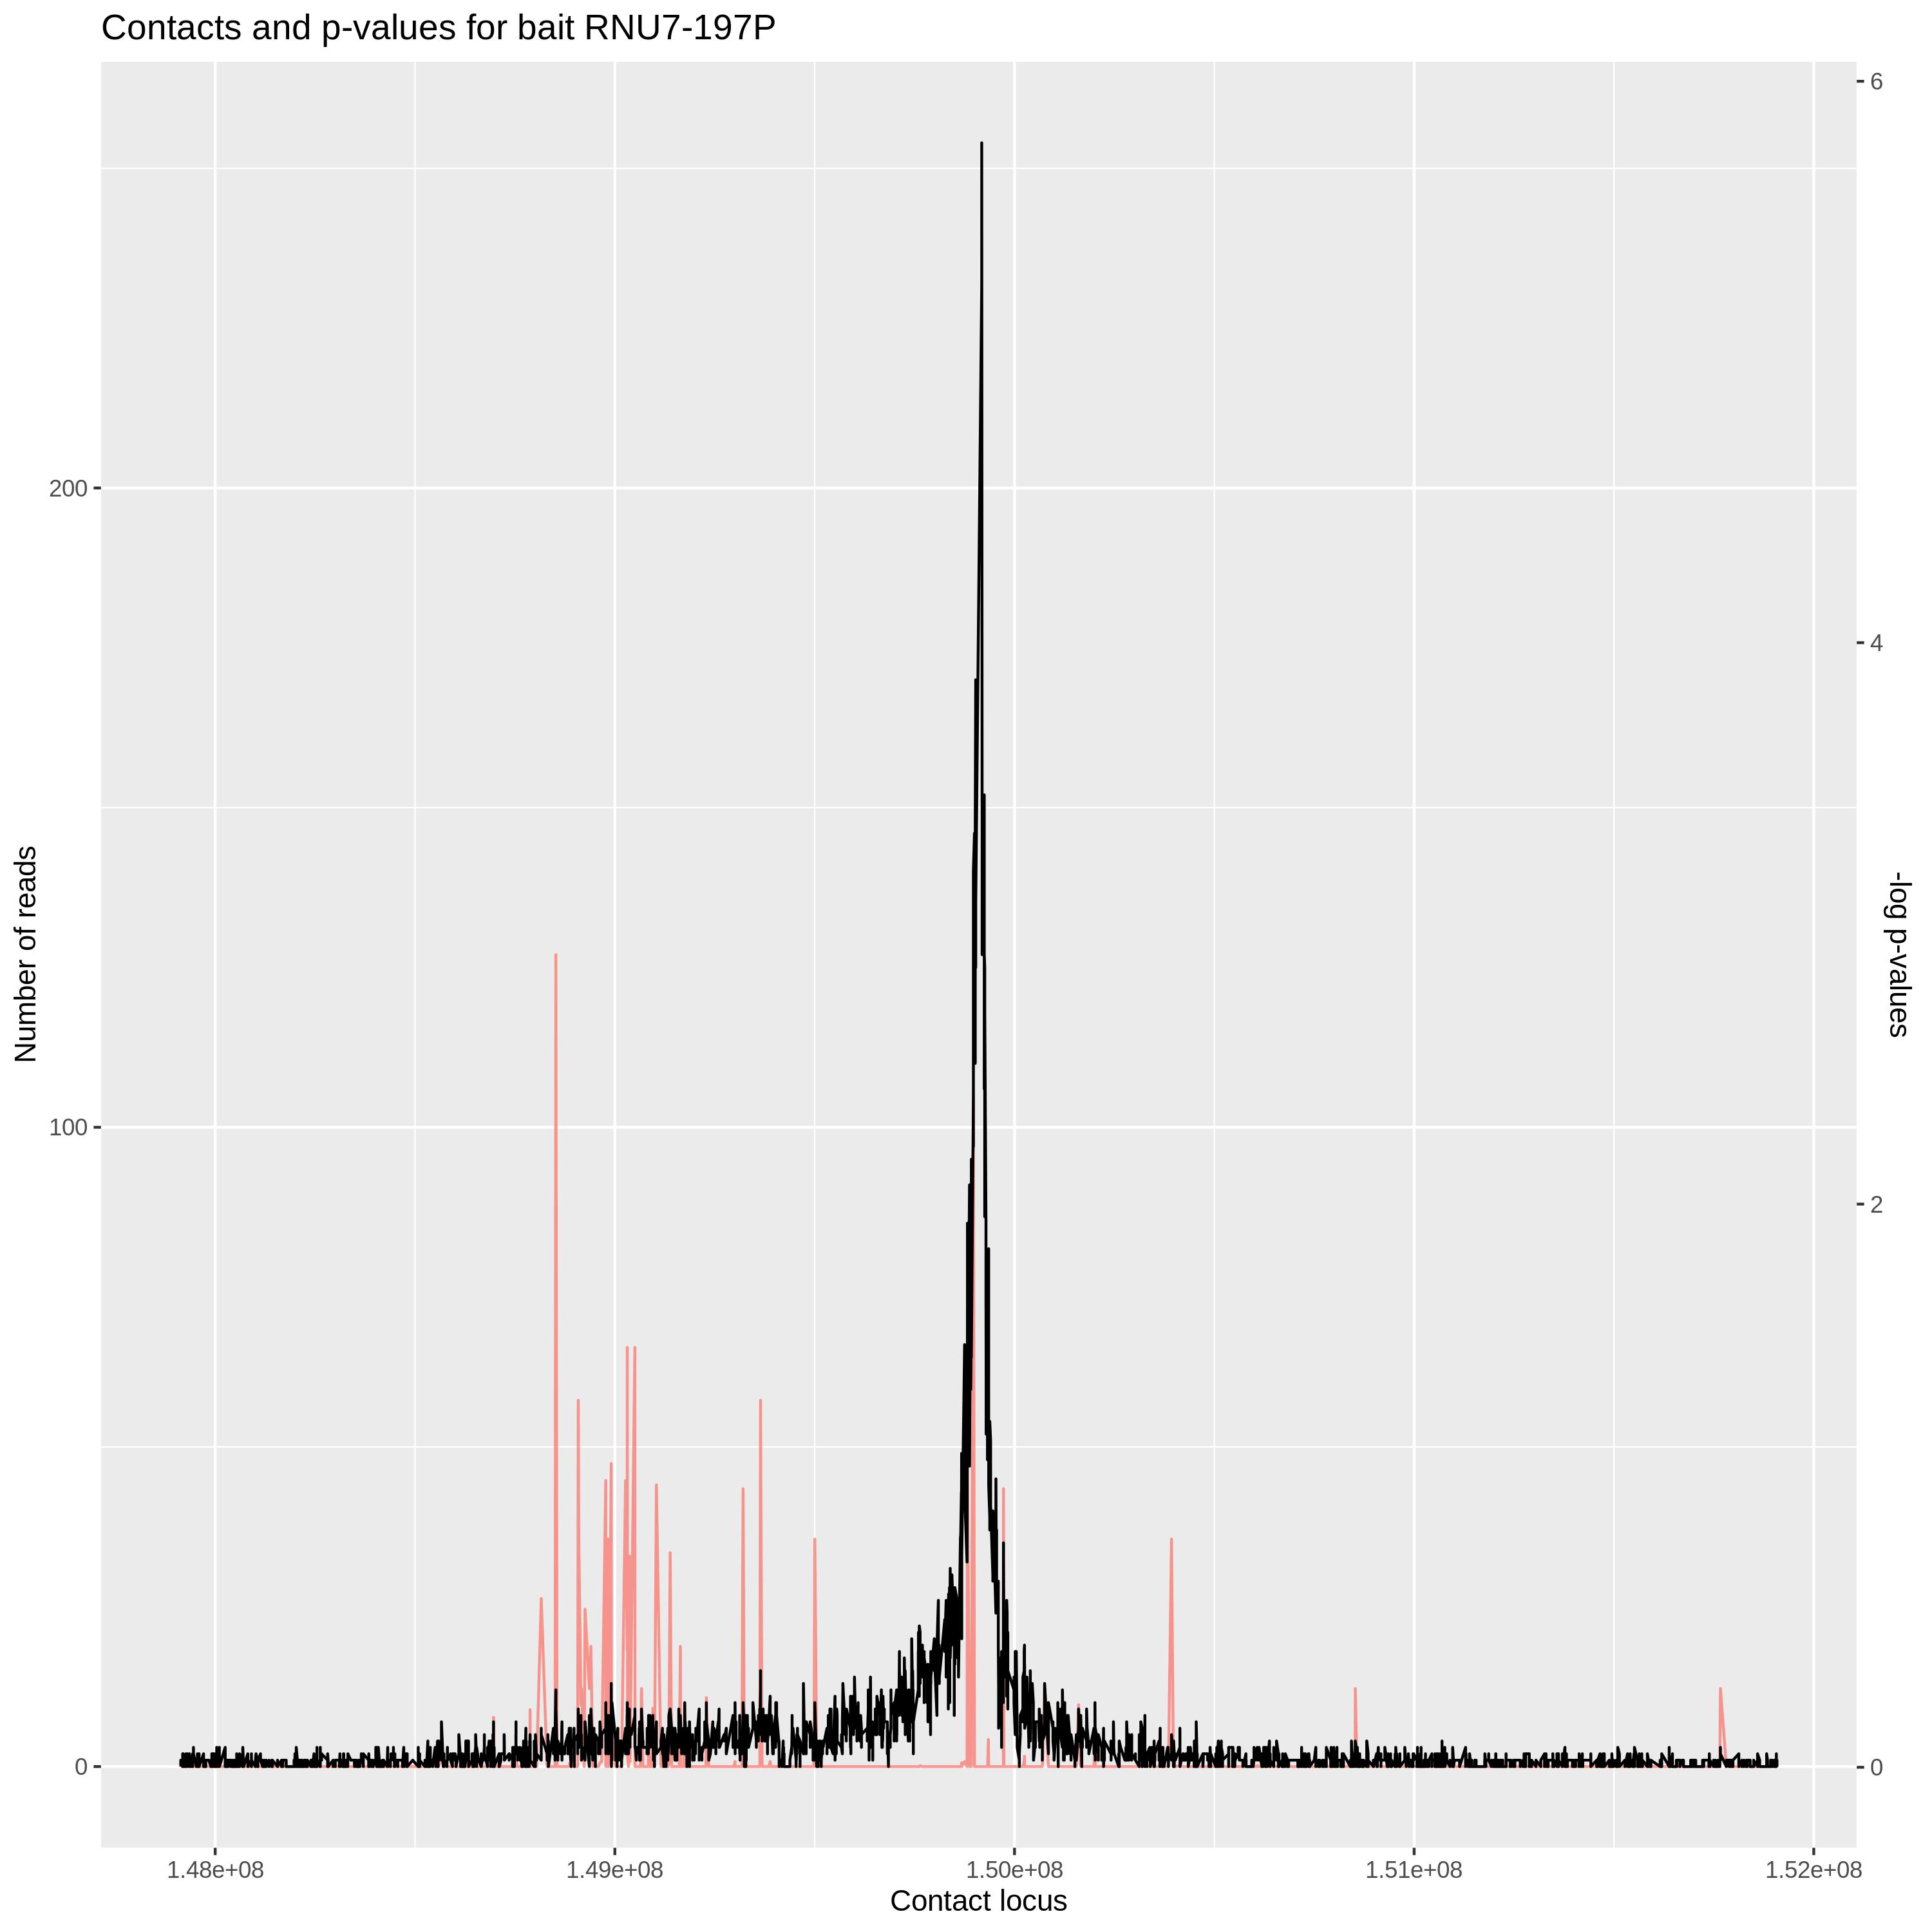 Contacts and p-values for bait RNU7-197P
6
200
4
Number of reads
-log p-values
100
2
0
0
1.48e+08
1.49e+08
1.50e+08
1.51e+08
1.52e+08
Contact locus